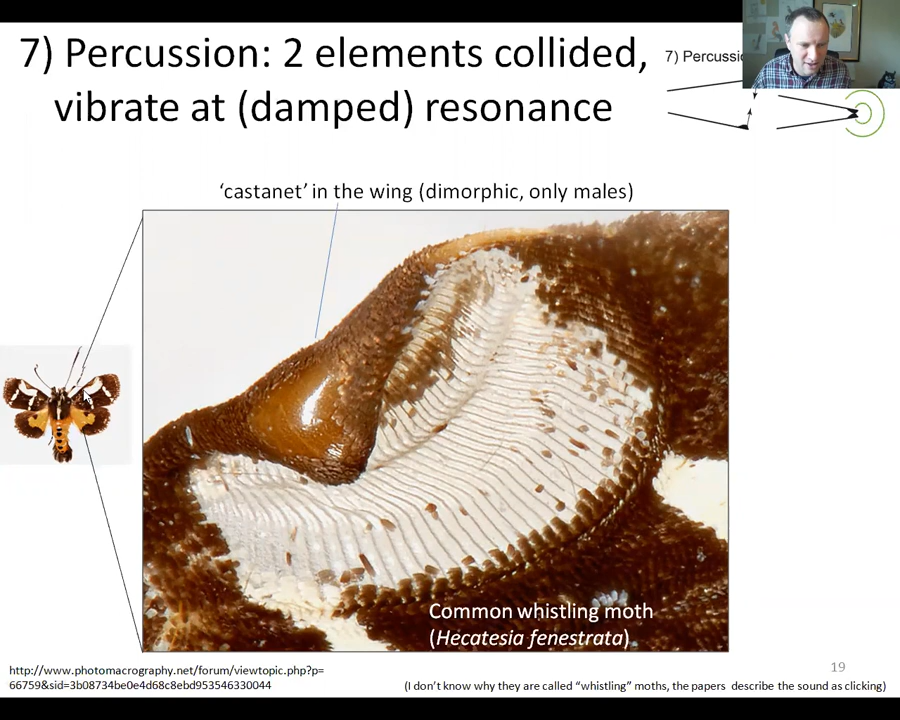 7) Percussion: 2 elements collided,
vibrate at (damped) resonance
7) Percussio
'castanet' in the wing (dimorphic, only males)
Common whistling moth
(Hecatesia fenestrata)
http://www.photomacrography.net/forum/viewtopic.php?p=
66759&sid=3b08734be0e4d68c8ebd953546330044
19
(I don't know why they are called "whistling" moths, the papers describe the sound as clicking)